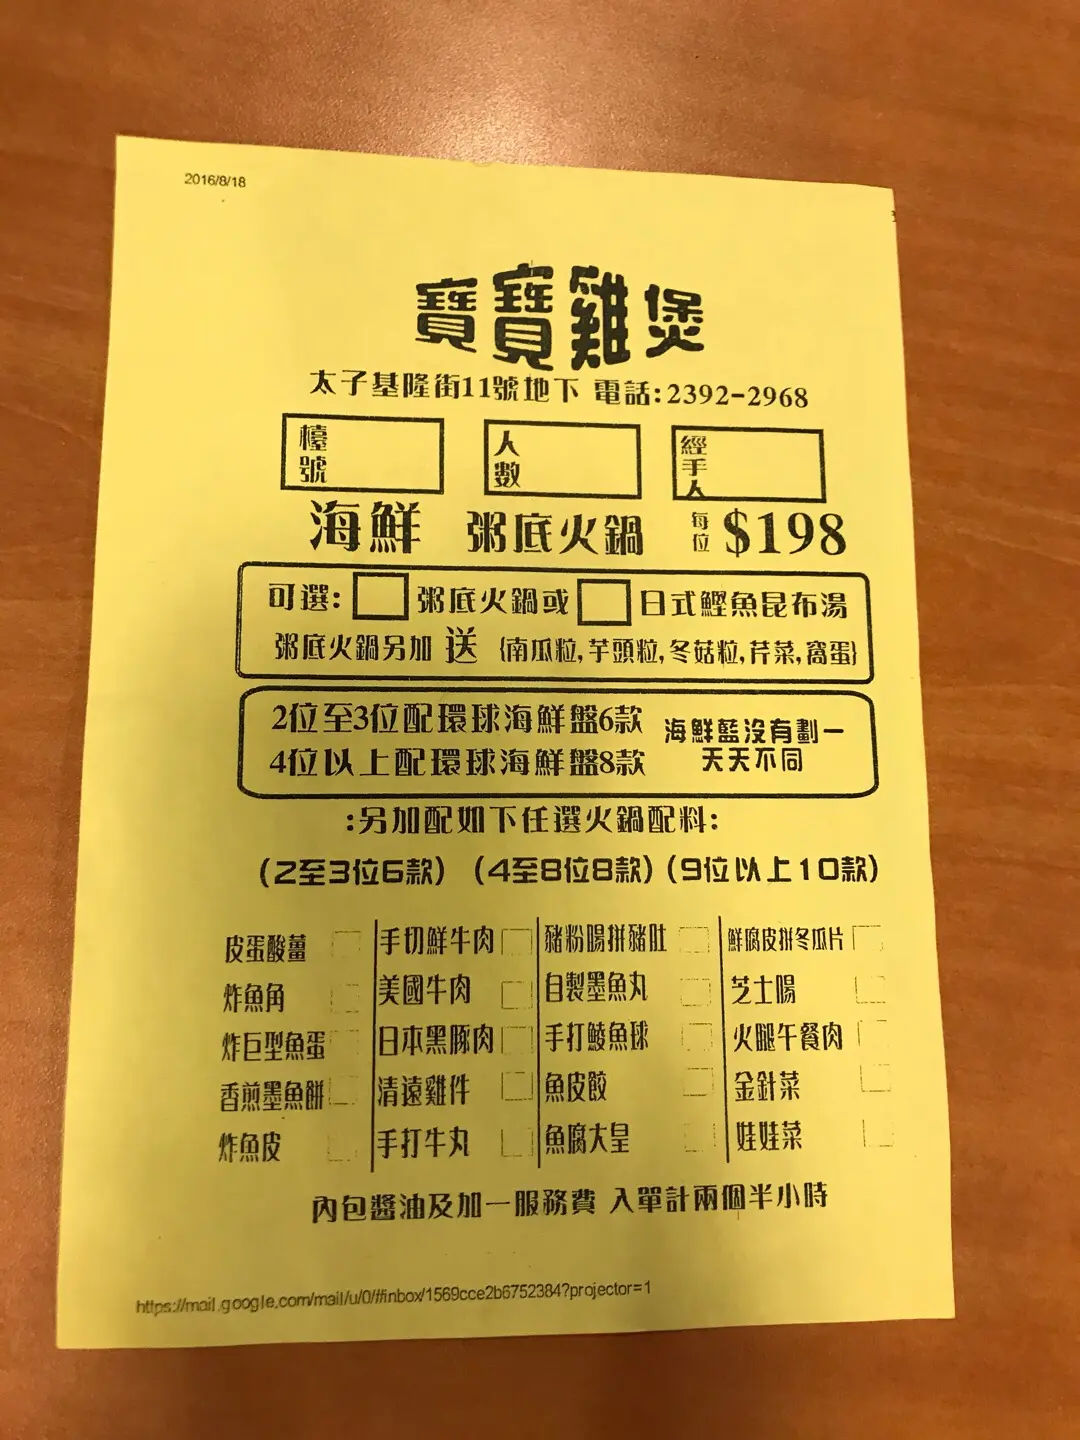 2016/8/18
寶寶雞煲
太子基隆街11號地下 電話:2392-2968
檯號 人數 經手人
海鮮 粥底火鍋 每位 $198
可選: 粥底火鍋或 日式鰹魚昆布湯
粥底火鍋另加 送 {南瓜粒,芋頭粒,冬菇粒,芹菜,窩蛋}
2位至3位配環球海鮮盤6款 海鮮藍沒有劃一
4位以上配環球海鮮盤8款 天天不同
:另加配如下任選火鍋配料:
(2至3位6款) (4至8位8款) (9位以上10款)
皮蛋酸薑 手切鮮牛肉 豬粉腸拼豬肚 鮮腐皮拼冬瓜片
炸魚角 美國牛肉 自製墨魚丸 芝士腸
炸巨型魚蛋 日本黑豚肉 手打鯪魚球 火腿午餐肉
香煎墨魚餅 清遠雞件 魚皮餃 金針菜
炸魚皮 手打牛丸 魚腐大皇 娃娃菜
內包醬油及加一服務費 入單計兩個半小時
https://mail.google.com/mail/u/0/#inbox/1569cce2b6752384?projector=1